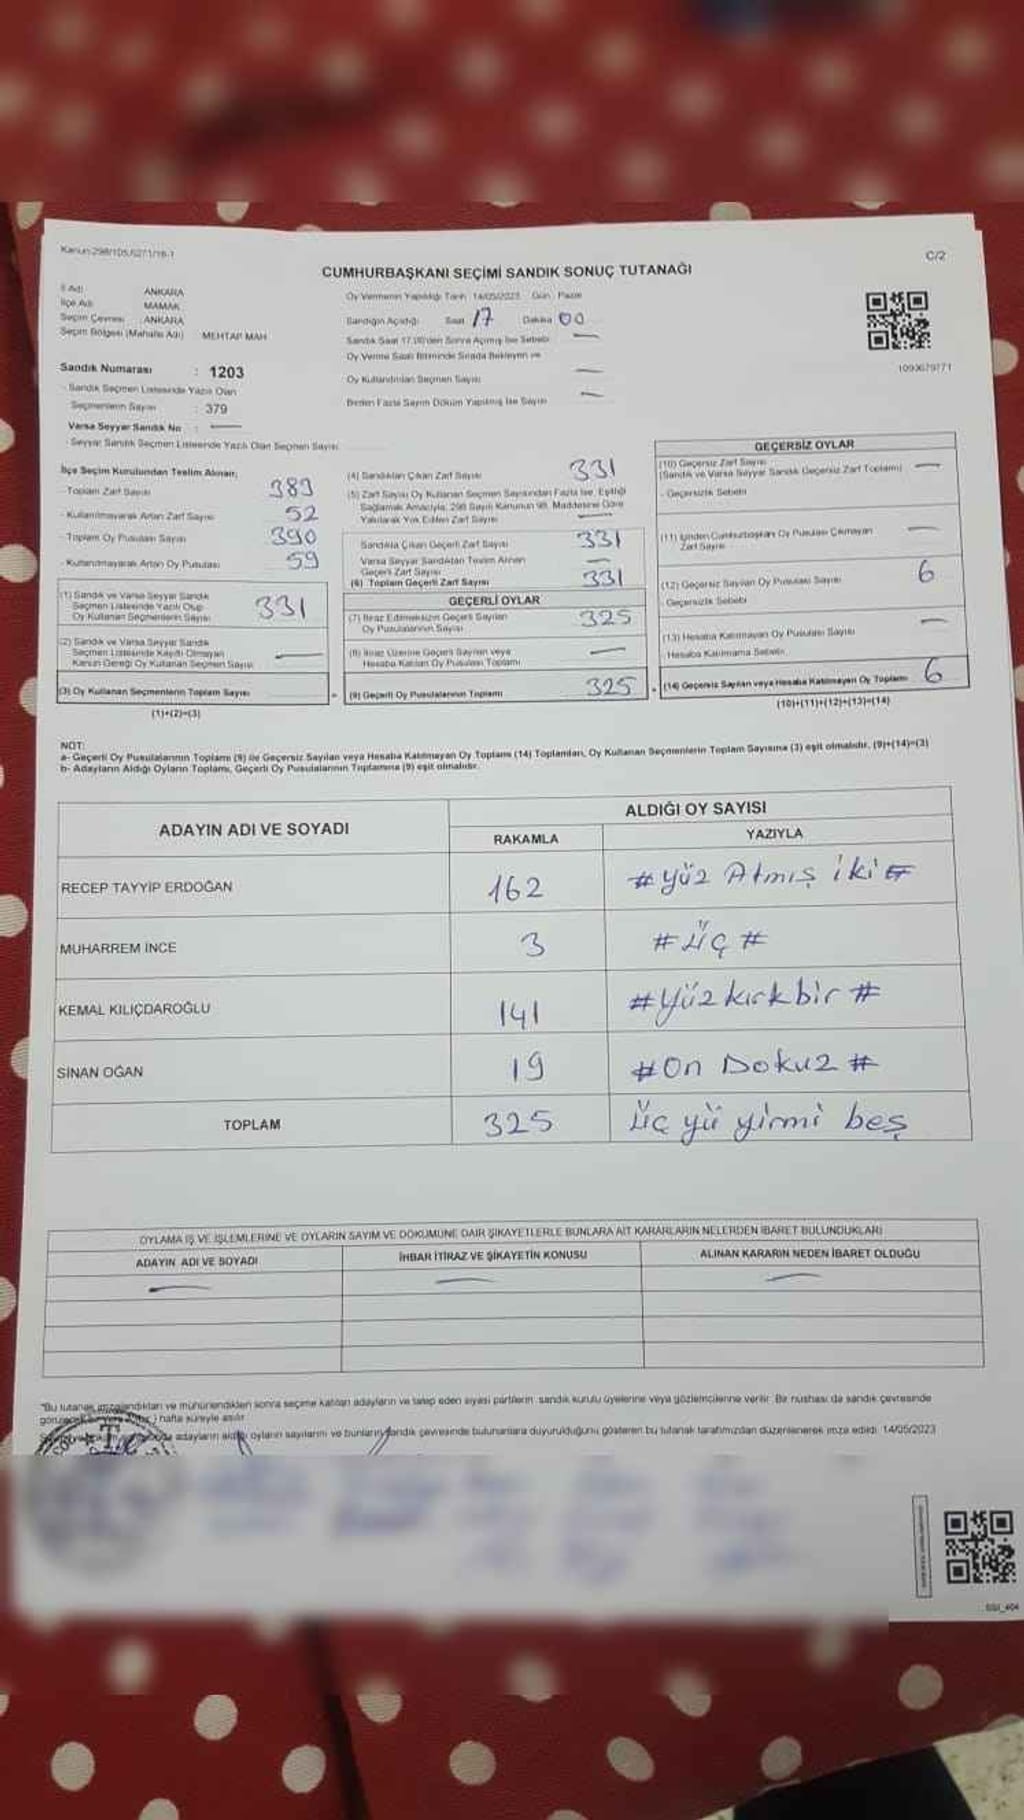 Kanun:298/105,6271/16-1
C/2
CUMHURBAŞKANI SEÇİMİ SANDIK SONUÇ TUTANAĞI
İl Adı : ANKARA
İlçe Adı : MAMAK
Seçim Çevresi : ANKARA
Seçim Bölgesi (Mahalle Adı) MEHTAP MAH
Oy Vermenin Yapıldığı Tarih 14/05/2023 Gün Pazar
Sandığın Açıldığı Saat 17 Dakika 00
Sandık Saat 17.00'den Sonra Açılmış İse Sebebi —
Oy Verme Saati Bitiminde Sırada Bekleyen ve
Oy Kullandırılan Seçmen Sayısı —
Birden Fazla Sayım Döküm Yapılmış İse Sayısı —
1090679771
Sandık Numarası : 1203
- Sandık Seçmen Listesinde Yazılı Olan
Seçmenlerin Sayısı : 379
Varsa Seyyar Sandık No : —
- Seyyar Sandık Seçmen Listesinde Yazılı Olan Seçmen Sayısı
İlçe Seçim Kurulundan Teslim Alınan;
- Toplam Zarf Sayısı 383
- Kullanılmayarak Artan Zarf Sayısı 52
- Toplam Oy Pusulası Sayısı 390
- Kullanılmayarak Artan Oy Pusulası 59
(1) Sandık ve Varsa Seyyar Sandık
Seçmen Listesinde Yazılı Olup
Oy Kullanan Seçmenlerin Sayısı 331
(2) Sandık ve Varsa Seyyar Sandık
Seçmen Listesinde Kayıtlı Olmayan
Kanun Gereği Oy Kullanan Seçmen Sayısı —
(3) Oy Kullanan Seçmenlerin Toplam Sayısı
(1)+(2)=(3)
(4) Sandıktan Çıkan Zarf Sayısı 331
(5) Zarf Sayısı Oy Kullanan Seçmen Sayısından Fazla İse, Eşitliği
Sağlamak Amacıyla, 298 Sayılı Kanunun 98. Maddesine Göre
Yakılarak Yok Edilen Zarf Sayısı —
Sandıkta Çıkan Geçerli Zarf Sayısı 331
Varsa Seyyar Sandıktan Teslim Alınan
Geçerli Zarf Sayısı —
(6) Toplam Geçerli Zarf Sayısı 331
GEÇERLİ OYLAR
(7) İtiraz Edilmeksizin Geçerli Sayılan
Oy Pusulalarının Sayısı 325
(8) İtiraz Üzerine Geçerli Sayılan veya
Hesaba Katılan Oy Pusulası Toplamı —
(9) Geçerli Oy Pusulalarının Toplamı 325
GEÇERSİZ OYLAR
(10) Geçersiz Zarf Sayısı
(Sandık ve Varsa Seyyar Sandık Geçersiz Zarf Toplamı) —
- Geçersizlik Sebebi
(11) İçinden Cumhurbaşkanı Oy Pusulası Çıkmayan
Zarf Sayısı —
(12) Geçersiz Sayılan Oy Pusulası Sayısı 6
- Geçersizlik Sebebi
(13) Hesaba Katılmayan Oy Pusulası Sayısı —
- Hesaba Katılmama Sebebi
(14) Geçersiz Sayılan veya Hesaba Katılmayan Oy Toplamı 6
(10)+(11)+(12)+(13)=(14)
NOT:
a- Geçerli Oy Pusulalarının Toplamı (9) ile Geçersiz Sayılan veya Hesaba Katılmayan Oy Toplamı (14) Toplamları, Oy Kullanan Seçmenlerin Toplam Sayısına (3) eşit olmalıdır. (9)+(14)=(3)
b- Adayların Aldığı Oyların Toplamı, Geçerli Oy Pusulalarının Toplamına (9) eşit olmalıdır.
ADAYIN ADI VE SOYADI
ALDIĞI OY SAYISI
RAKAMLA YAZIYLA
RECEP TAYYİP ERDOĞAN 162 # Yüz Atmış iki #
MUHARREM İNCE 3 # üç #
KEMAL KILIÇDAROĞLU 141 # Yüz kırk bir #
SİNAN OĞAN 19 # On Dokuz #
TOPLAM 325 üç yü yirmi beş
OYLAMA İŞ VE İŞLEMLERİNE VE OYLARIN SAYIM VE DÖKÜMÜNE DAİR ŞİKAYETLERLE BUNLARA AİT KARARLARIN NELERDEN İBARET BULUNDUKLARI
ADAYIN ADI VE SOYADI İHBAR İTİRAZ VE ŞİKAYETİN KONUSU ALINAN KARARIN NEDEN İBARET OLDUĞU
— — —
"Bu tutanak imzalandıktan ve mühürlendikten sonra seçime katılan adayların ve talep eden siyasi partilerin sandık kurulu üyelerine veya gözlemcilerine verilir. Bir nüshası da sandık çevresinde
hafta süreyle asılır
adayların aldığı oyların sayılarını ve bunların sandık çevresinde bulunanlara duyurulduğunu gösteren bu tutanak tarafımızdan düzenlenerek imza edildi. 14/05/2023